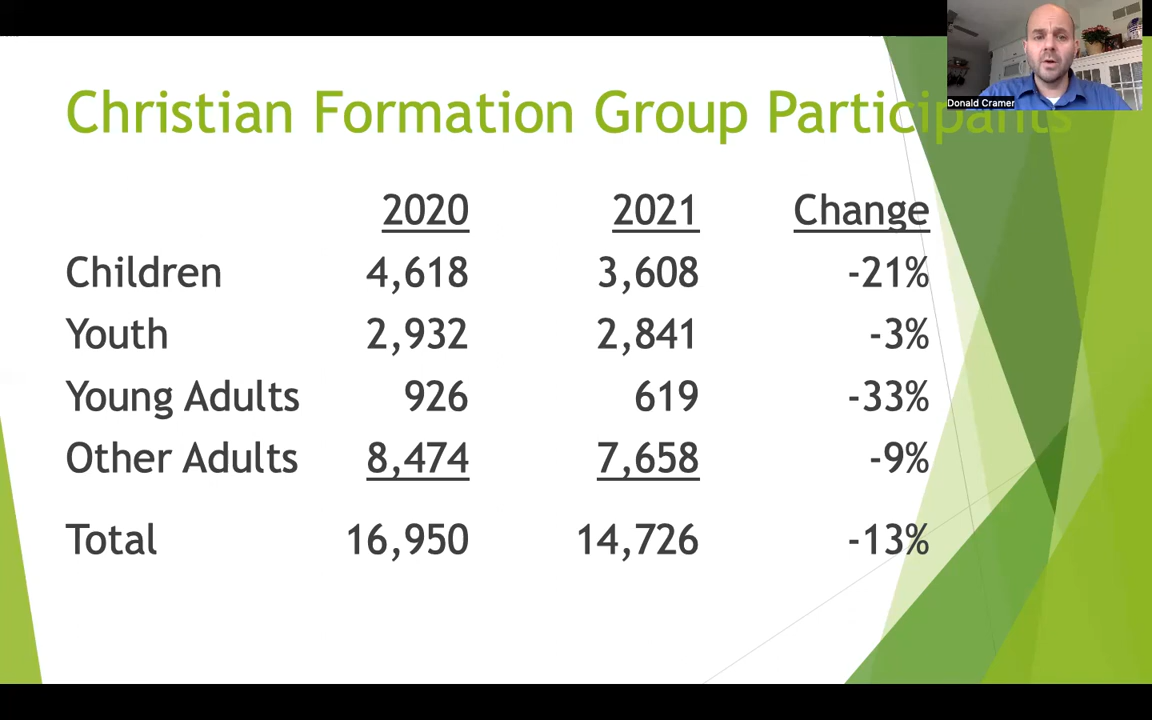 Donald Cramer
Christian Formation Group Participants
2020 2021 Change
Children 4,618 3,608 -21%
Youth 2,932 2,841 -3%
Young Adults 926 619 -33%
Other Adults 8,474 7,658 -9%
Total 16,950 14,726 -13%